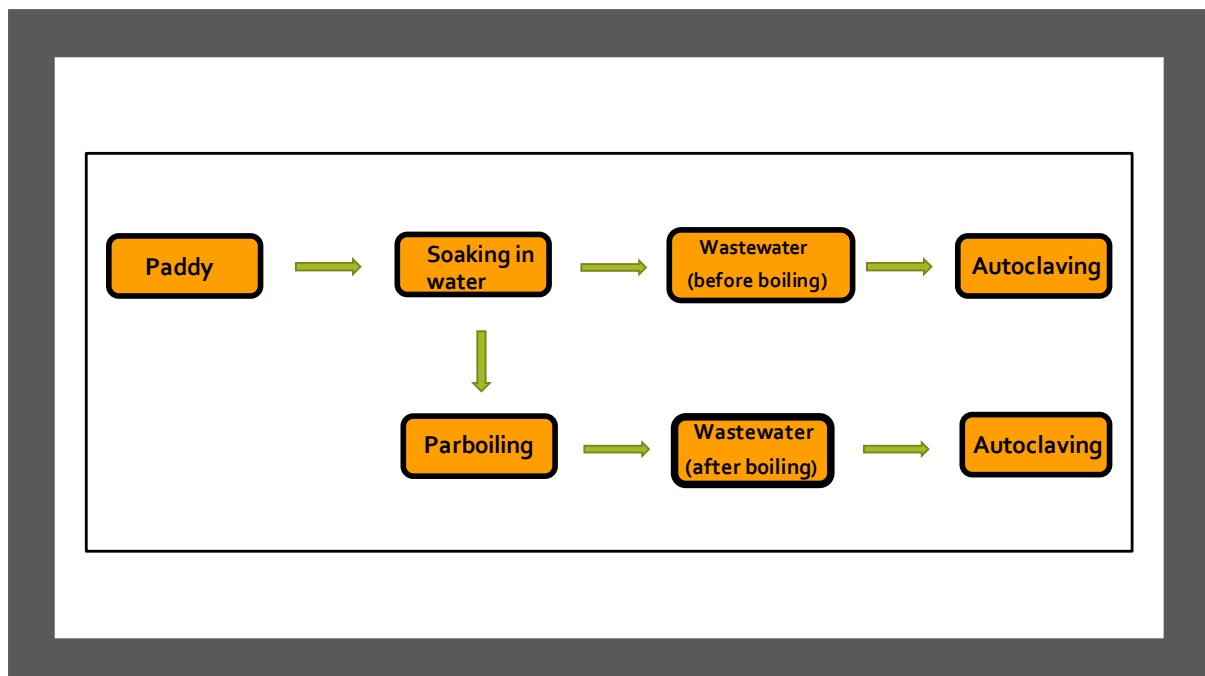 Paddy
Soaking in
water
Wastewater
(before boiling)
Autoclaving
Parboiling
Wastewater
(after boiling)
Autoclaving